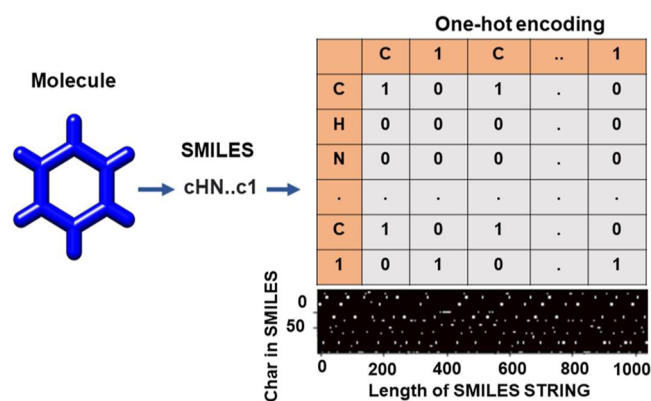 One-hot encoding
Molecule
SMILES
cHN..c1
C 1 C .. 1
C 1 0 1 . 0
H 0 0 0 . 0
N 0 0 0 . 0
. . . . . .
C 1 0 1 . 0
1 0 1 0 . 1
Char in SMILES
0
50
0 200 400 600 800 1000
Length of SMILES STRING